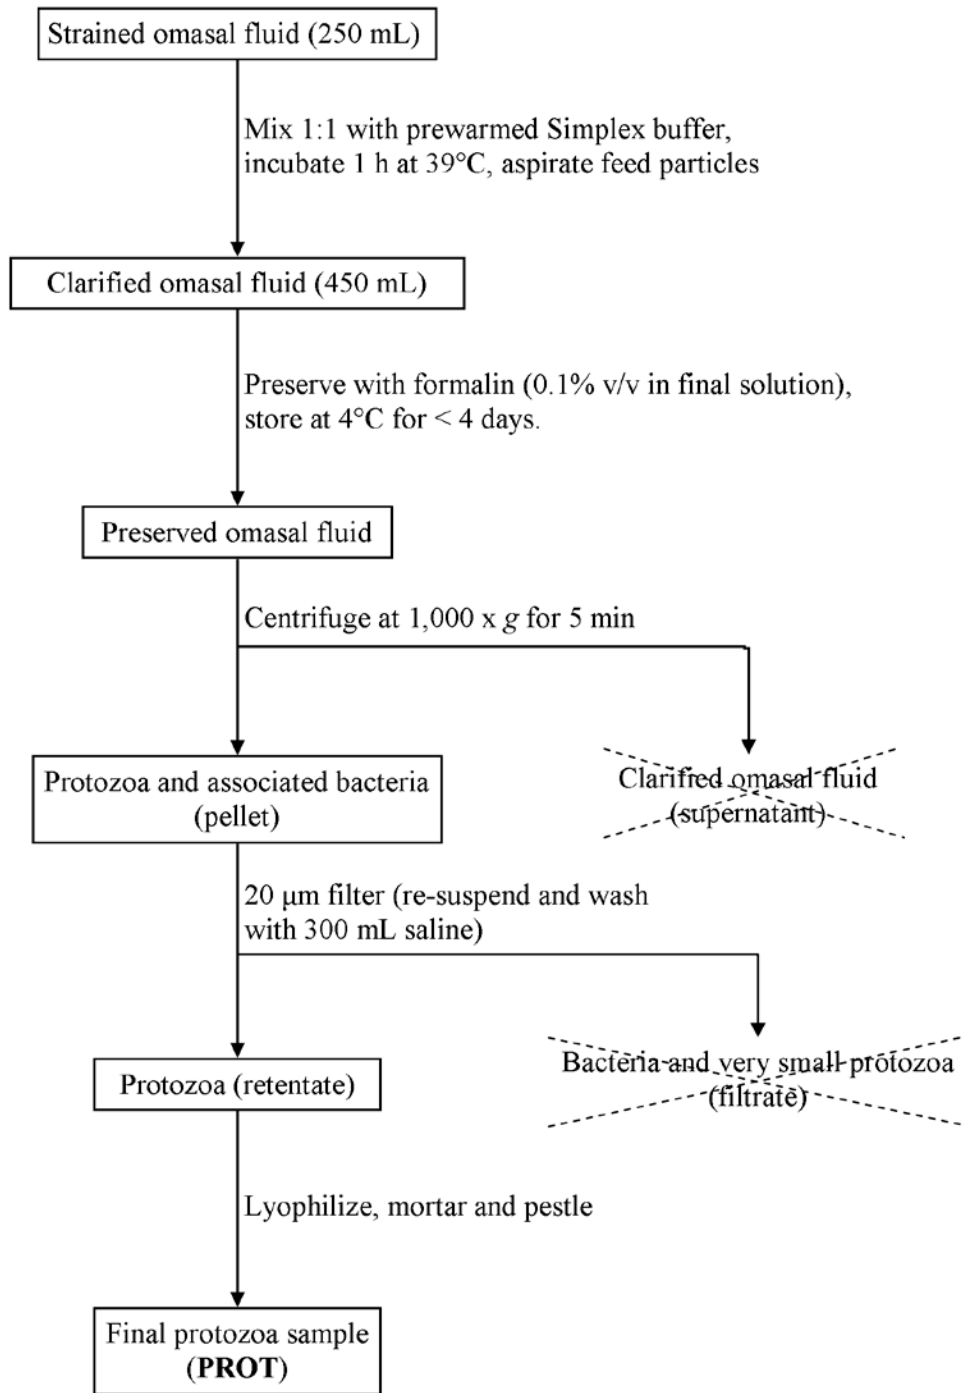 Strained omasal fluid (250 mL)
Mix 1:1 with prewarmed Simplex buffer,
incubate 1 h at 39°C, aspirate feed particles
Clarified omasal fluid (450 mL)
Preserve with formalin (0.1% v/v in final solution),
store at 4°C for < 4 days.
Preserved omasal fluid
Centrifuge at 1,000 x g for 5 min
Protozoa and associated bacteria
(pellet)
Clarified omasal fluid
(supernatant)
20 μm filter (re-suspend and wash
with 300 mL saline)
Protozoa (retentate)
Bacteria and very small protozoa
(filtrate)
Lyophilize, mortar and pestle
Final protozoa sample
(PROT)